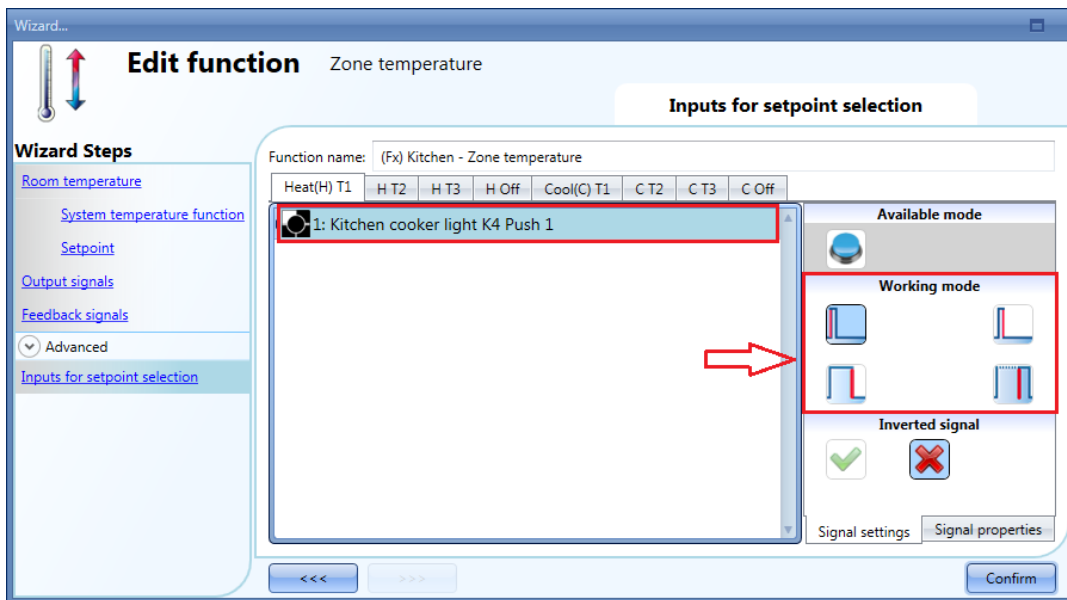 Wizard...
Edit function Zone temperature
Inputs for setpoint selection
Wizard Steps
Room temperature
System temperature function
Setpoint
Output signals
Feedback signals
Advanced
Inputs for setpoint selection
Function name: (Fx) Kitchen - Zone temperature
Heat(H) T1 H T2 H T3 H Off Cool(C) T1 C T2 C T3 C Off
1: Kitchen cooker light K4 Push 1
Available mode
Working mode
Inverted signal
Signal settings Signal properties
<<< >>> Confirm